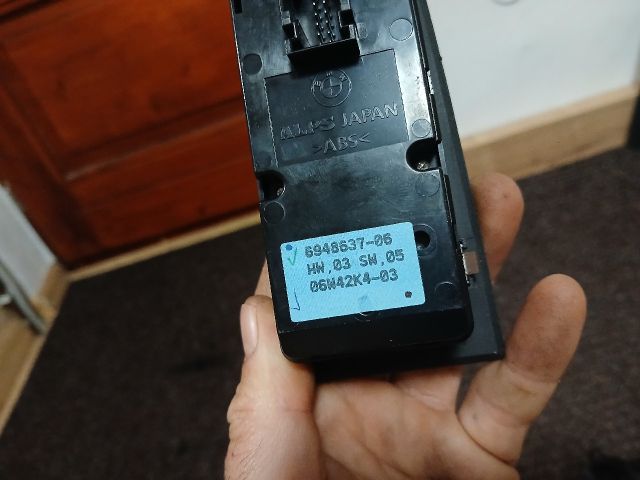 ALPS JAPAN
>ABS<
6948637-06
HW.03 SW.05
06W42K4-03